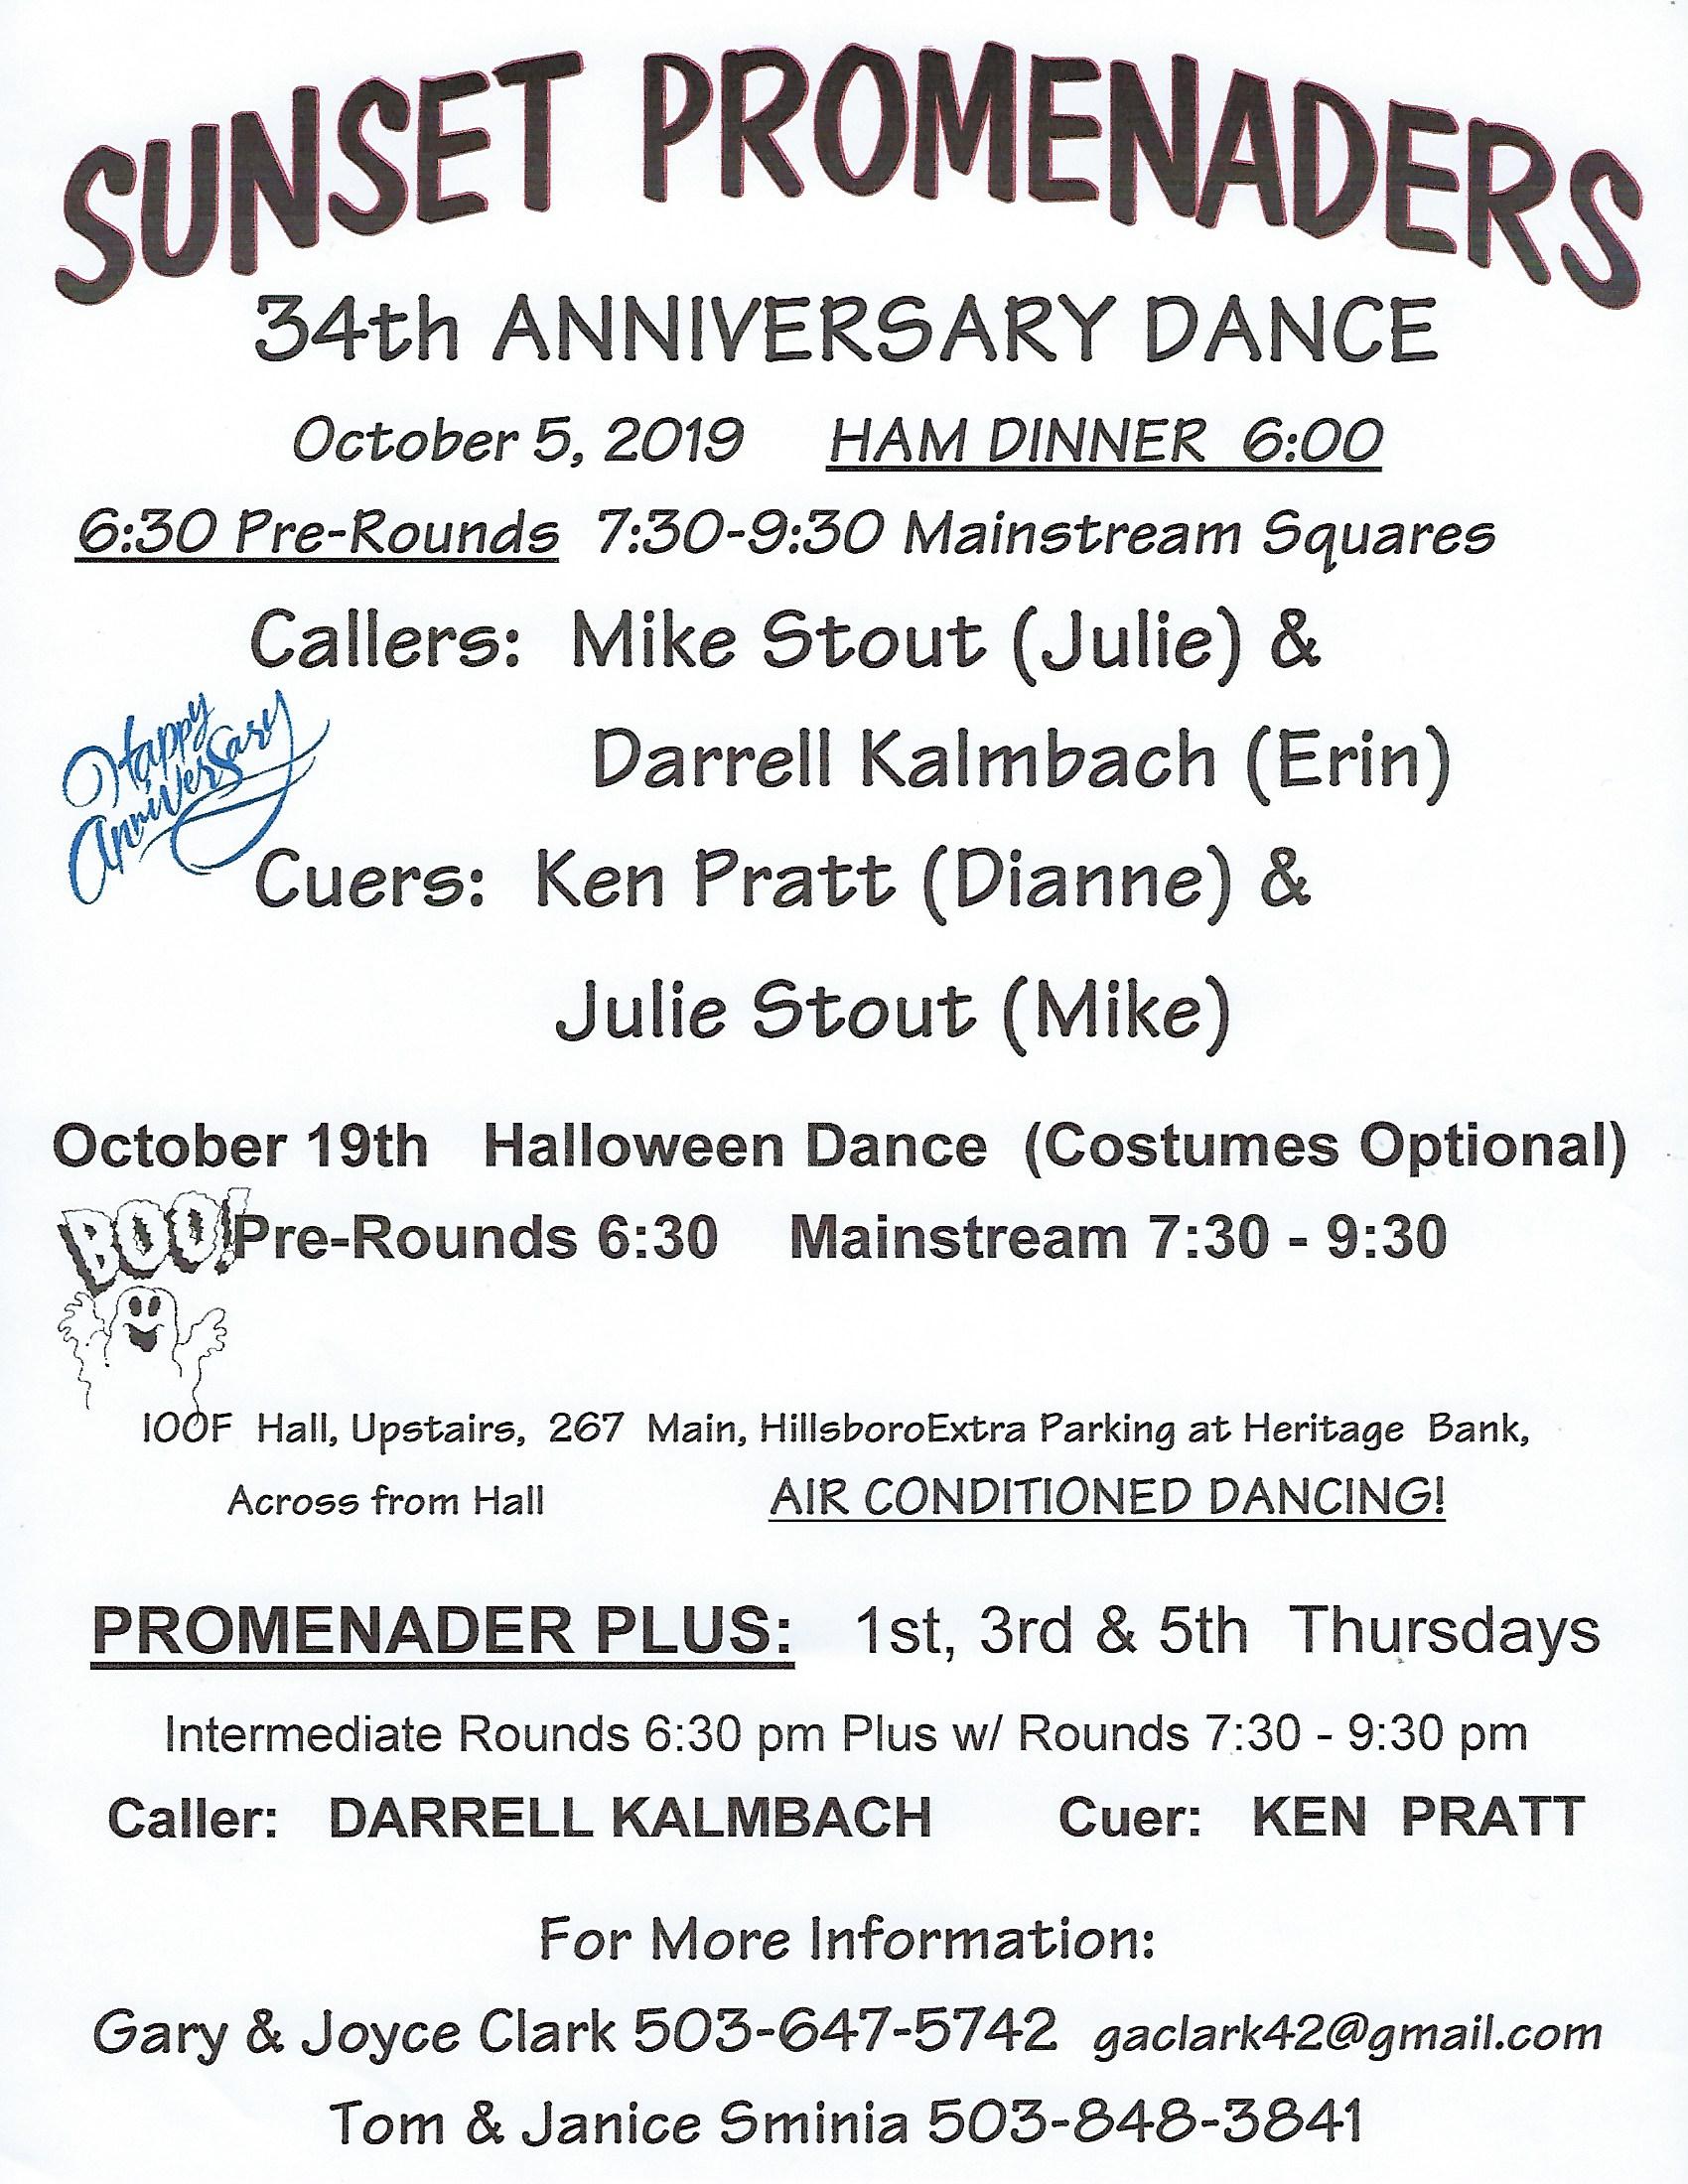 SUNSET PROMENADERS
34th ANNIVERSARY DANCE
October 5, 2019 HAM DINNER 6:00
6:30 Pre-Rounds 7:30-9:30 Mainstream Squares
Callers: Mike Stout (Julie) &
Happy
Anniversary
Darrell Kalmbach (Erin)
Cuers: Ken Pratt (Dianne) &
Julie Stout (Mike)
October 19th Halloween Dance (Costumes Optional)
BOO!
Pre-Rounds 6:30 Mainstream 7:30 - 9:30
IOOF Hall, Upstairs, 267 Main, HillsboroExtra Parking at Heritage Bank,
Across from Hall AIR CONDITIONED DANCING!
PROMENADER PLUS: 1st, 3rd & 5th Thursdays
Intermediate Rounds 6:30 pm Plus w/ Rounds 7:30 - 9:30 pm
Caller: DARRELL KALMBACH Cuer: KEN PRATT
For More Information:
Gary & Joyce Clark 503-647-5742 gaclark42@gmail.com
Tom & Janice Sminia 503-848-3841